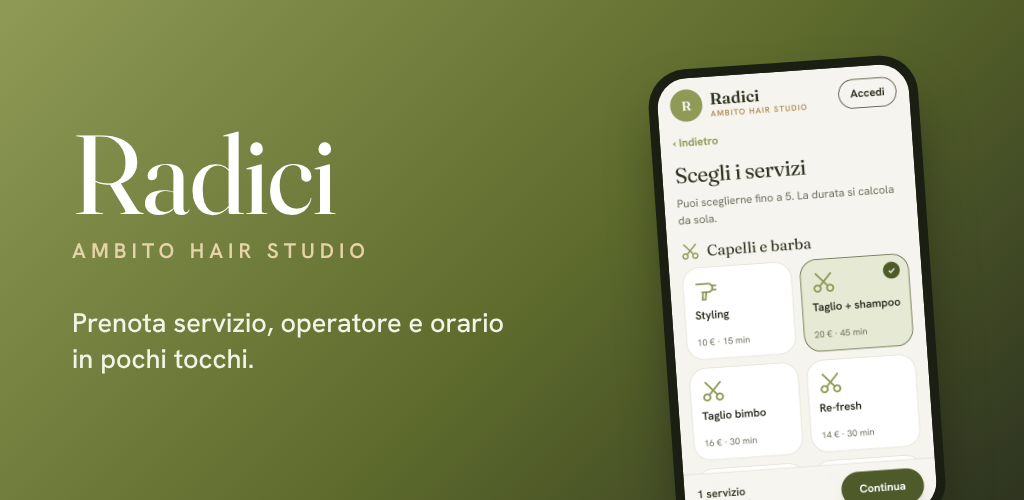 Radici
AMBITO HAIR STUDIO
Prenota servizio, operatore e orario
in pochi tocchi.
R
Radici
AMBITO HAIR STUDIO
Accedi
‹ Indietro
Scegli i servizi
Puoi sceglierne fino a 5. La durata si calcola
da sola.
Capelli e barba
Styling
10 € · 15 min
Taglio + shampoo
20 € · 45 min
Taglio bimbo
16 € · 30 min
Re-fresh
14 € · 30 min
1 servizio
Continua